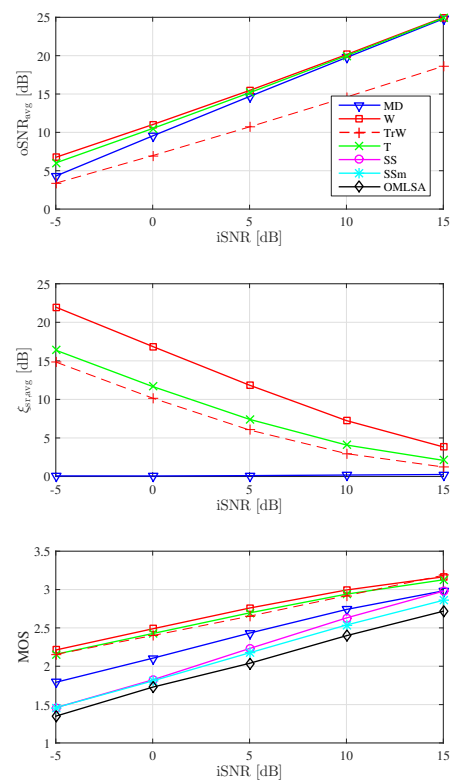 25
20
15
10
5
0
oSNR_avg [dB]
MD
W
TrW
T
SS
SSm
OMLSA
-5 0 5 10 15
iSNR [dB]
25
20
15
10
5
0
ξ_sr,avg [dB]
-5 0 5 10 15
iSNR [dB]
3.5
3
2.5
2
1.5
1
MOS
-5 0 5 10 15
iSNR [dB]